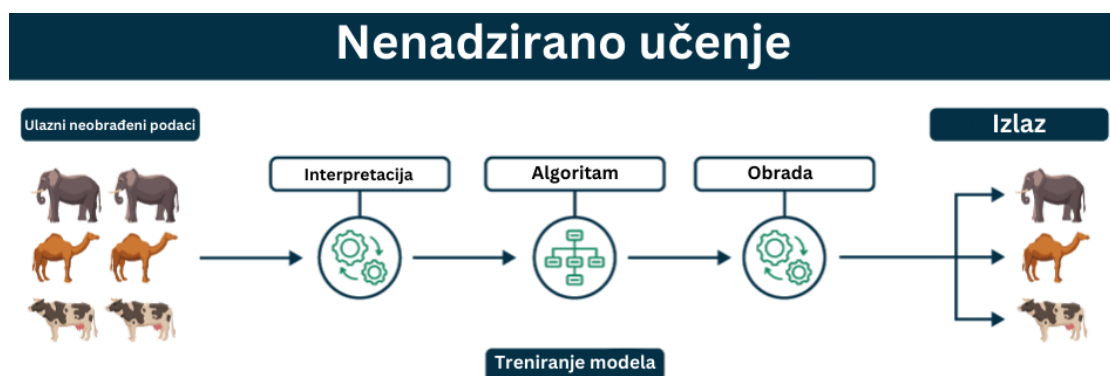 Nenadzirano učenje
Ulazni neobrađeni podaci
Izlaz
Interpretacija
Algoritam
Obrada
Treniranje modela